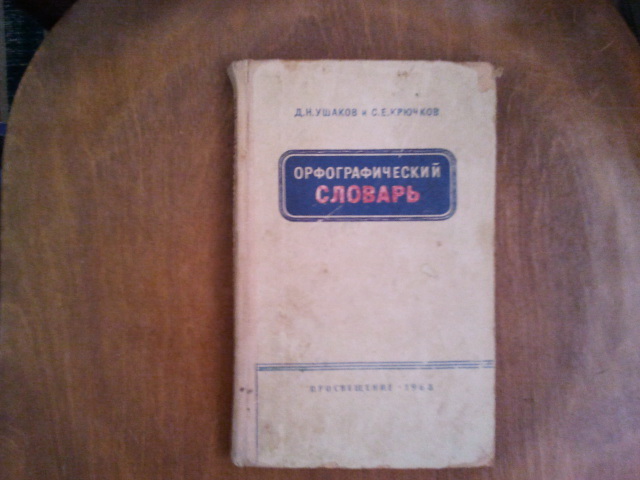 Д.Н.УШАКОВ и С.Е.КРЮЧКОВ
ОРФОГРАФИЧЕСКИЙ
СЛОВАРЬ
ПРОСВЕЩЕНИЕ